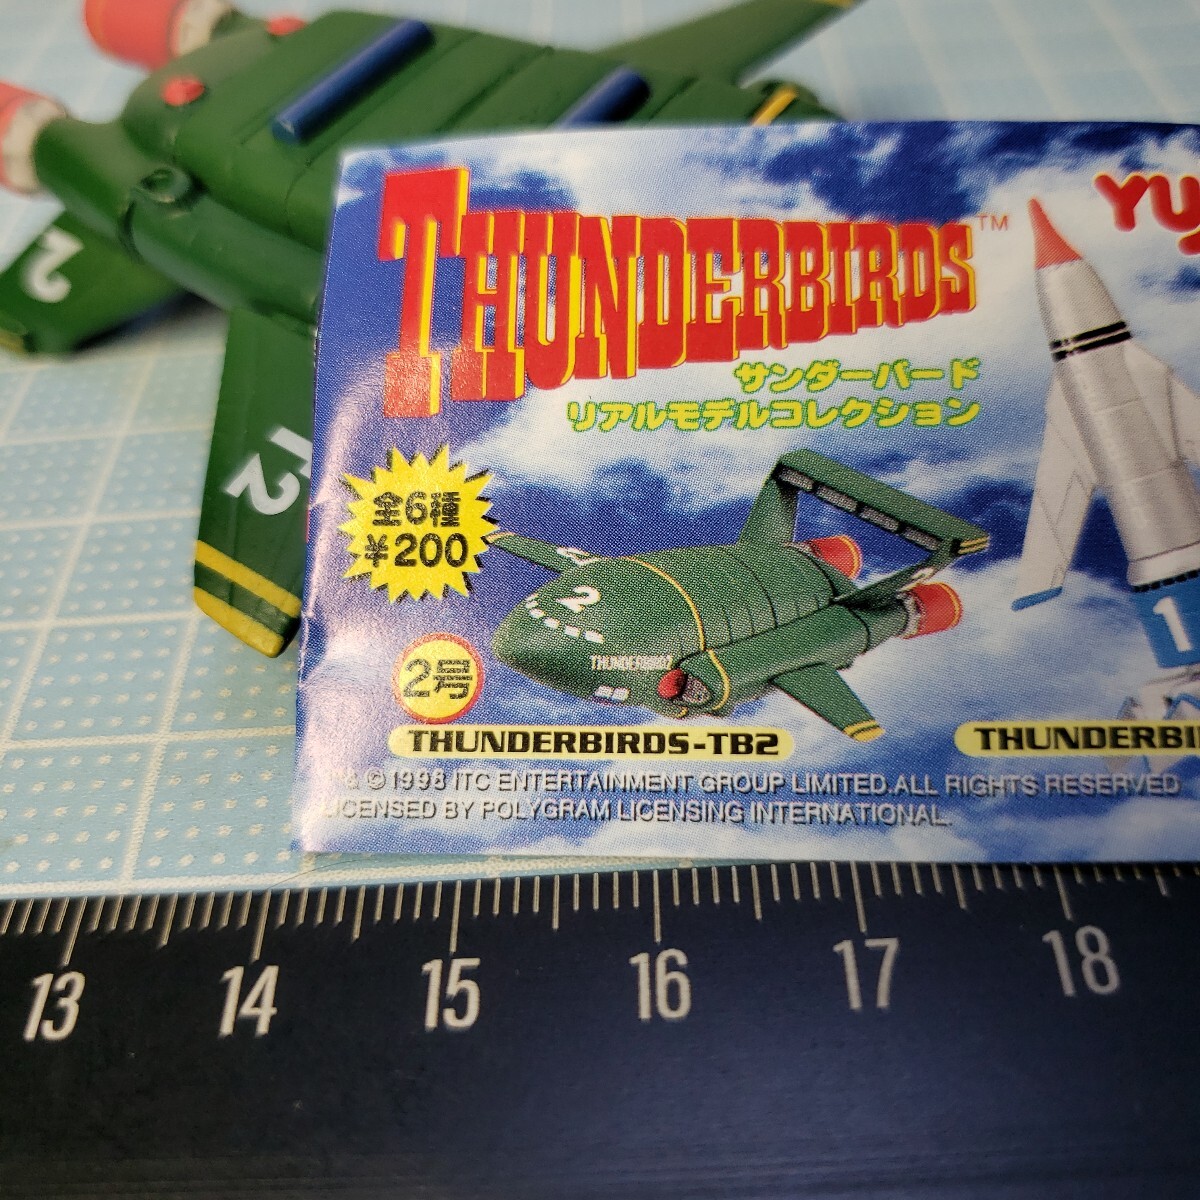 THUNDERBIRDS™
サンダーバード
リアルモデルコレクション
全6種
¥200
2
THUNDERBIRD 2
2号
THUNDERBIRDS-TB2
1
© 1998 ITC ENTERTAINMENT GROUP LIMITED.ALL RIGHTS RESERVED
LICENSED BY POLYGRAM LICENSING INTERNATIONAL.
2
2
13 14 15 16 17 18